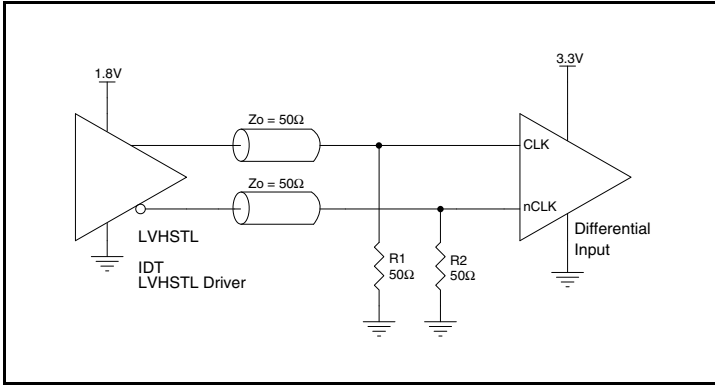 1.8V
3.3V
Zo = 50Ω
CLK
Zo = 50Ω
nCLK
LVHSTL
IDT
LVHSTL Driver
R1
50Ω
R2
50Ω
Differential
Input